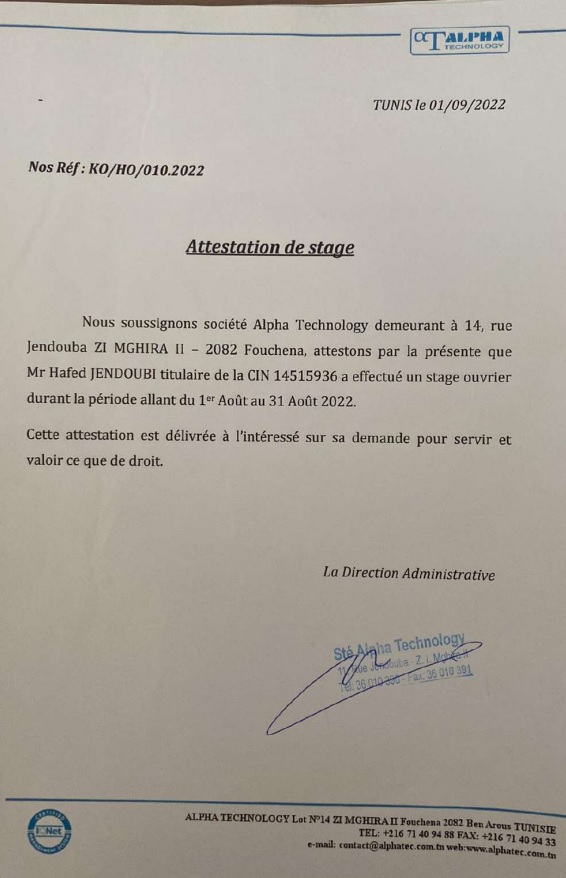 αT ALPHA
TECHNOLOGY
TUNIS le 01/09/2022
Nos Réf : KO/HO/010.2022
Attestation de stage
Nous soussignons société Alpha Technology demeurant à 14, rue
Jendouba ZI MGHIRA II – 2082 Fouchena, attestons par la présente que
Mr Hafed JENDOUBI titulaire de la CIN 14515936 a effectué un stage ouvrier
durant la période allant du 1er Août au 31 Août 2022.
Cette attestation est délivrée à l'intéressé sur sa demande pour servir et
valoir ce que de droit.
La Direction Administrative
Sté Alpha Technology
Rue Jendouba - Z. I. Mghira II
Tél: 36 010 - Fax: 36 010 391
CERTIFIED
IQNet
ALPHA TECHNOLOGY Lot N°14 ZI MGHIRA II Fouchena 2082 Ben Arous TUNISIE
TEL: +216 71 40 94 88 FAX: +216 71 40 94 33
e-mail: contact@alphatec.com.tn web:www.alphatec.com.tn